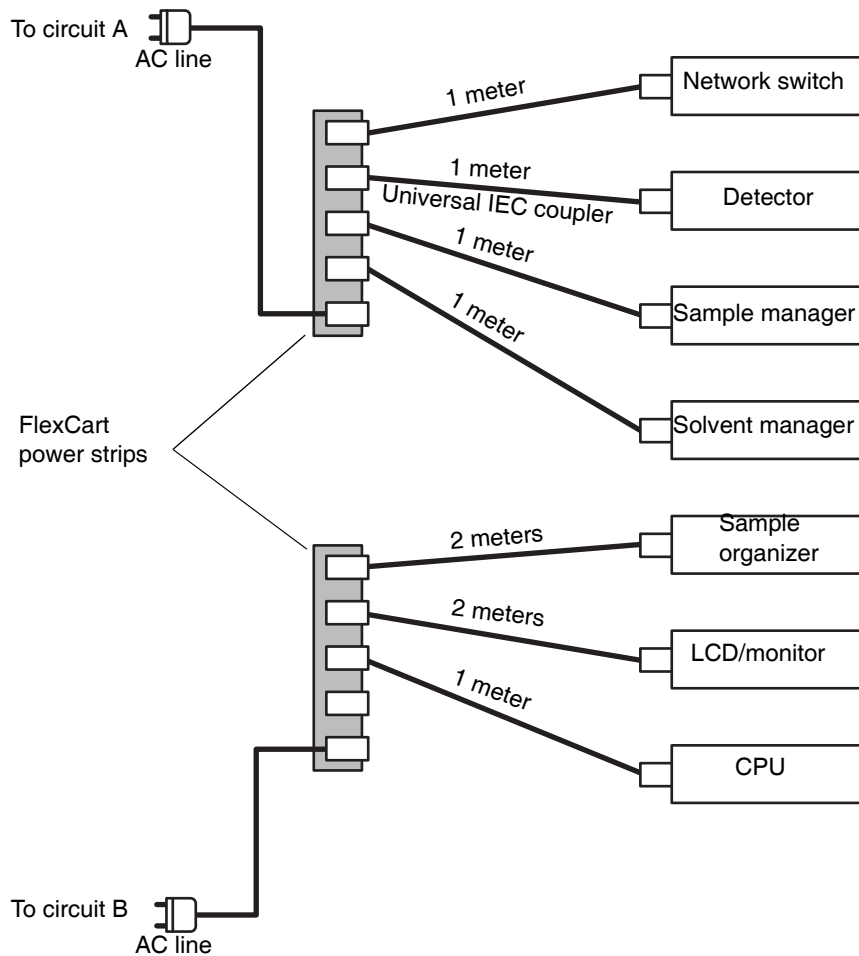 To circuit A
AC line
1 meter
Network switch
1 meter
Universal IEC coupler
Detector
1 meter
Sample manager
1 meter
Solvent manager
FlexCart
power strips
2 meters
Sample
organizer
2 meters
LCD/monitor
1 meter
CPU
To circuit B
AC line